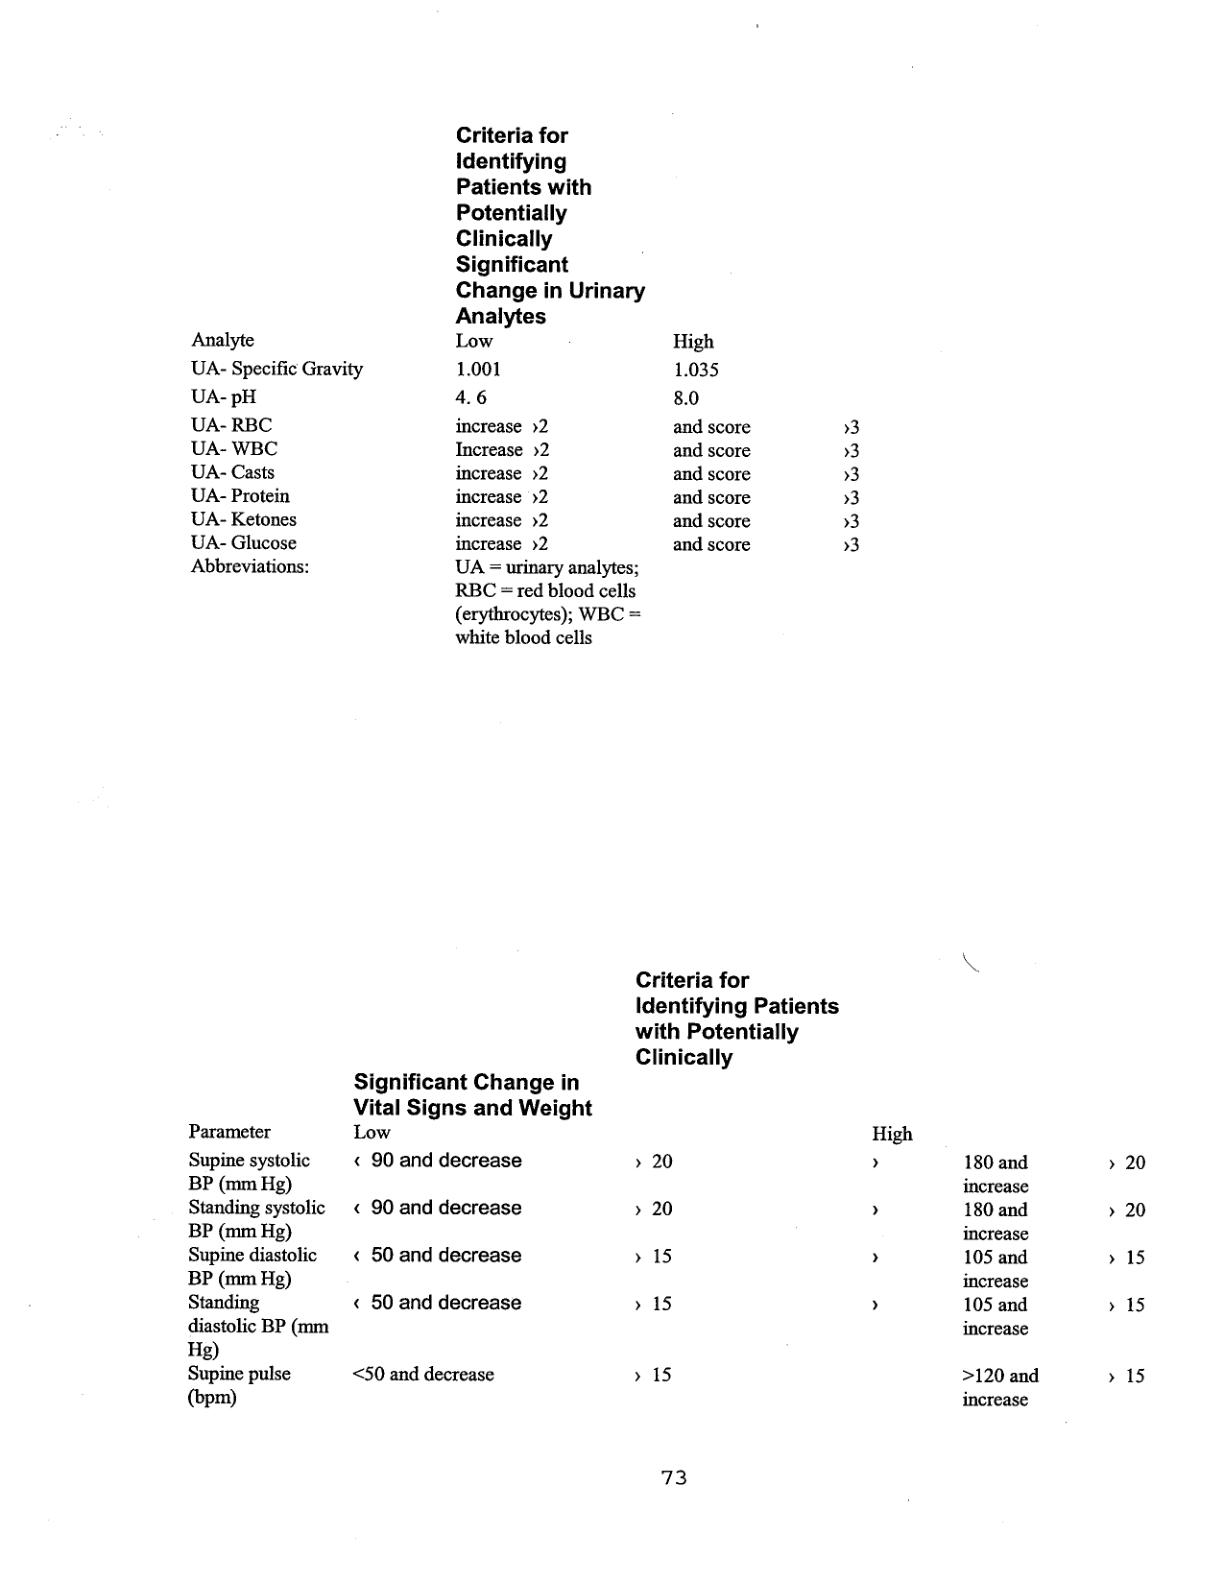 Criteria for
Identifying
Patients with
Potentially
Clinically
Significant
Change in Urinary
Analytes
Analyte Low High
UA- Specific Gravity 1.001 1.035
UA- pH 4. 6 8.0
UA- RBC increase ›2 and score ›3
UA- WBC Increase ›2 and score ›3
UA- Casts increase ›2 and score ›3
UA- Protein increase ›2 and score ›3
UA- Ketones increase ›2 and score ›3
UA- Glucose increase ›2 and score ›3
Abbreviations: UA = urinary analytes;
RBC = red blood cells
(erythrocytes); WBC =
white blood cells
Criteria for
Identifying Patients
with Potentially
Clinically
Significant Change in
Vital Signs and Weight
Parameter Low High
Supine systolic ‹ 90 and decrease › 20 › 180 and › 20
BP (mm Hg) increase
Standing systolic ‹ 90 and decrease › 20 › 180 and › 20
BP (mm Hg) increase
Supine diastolic ‹ 50 and decrease › 15 › 105 and › 15
BP (mm Hg) increase
Standing ‹ 50 and decrease › 15 › 105 and › 15
diastolic BP (mm increase
Hg)
Supine pulse <50 and decrease › 15 >120 and › 15
(bpm) increase
73